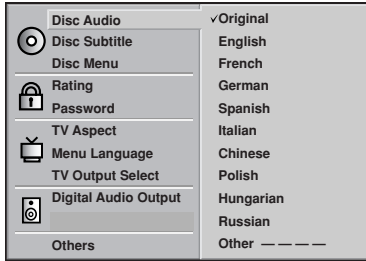 Disc Audio
Disc Subtitle
Disc Menu
Rating
Password
TV Aspect
Menu Language
TV Output Select
Digital Audio Output
Others
✓Original
English
French
German
Spanish
Italian
Chinese
Polish
Hungarian
Russian
Other — — — —